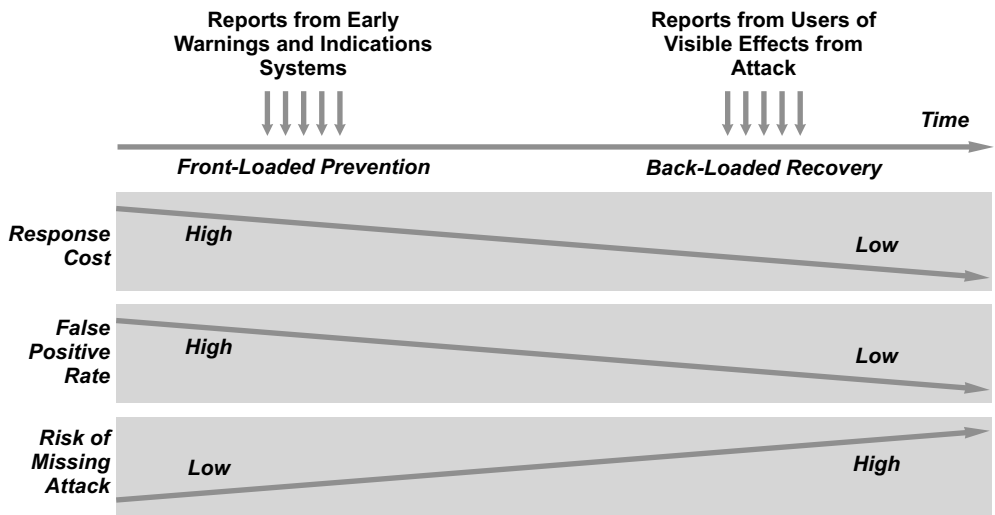 Reports from Early
Warnings and Indications
Systems
Reports from Users of
Visible Effects from
Attack
Time
Front-Loaded Prevention
Back-Loaded Recovery
Response
Cost
High
Low
False
Positive
Rate
High
Low
Risk of
Missing
Attack
Low
High